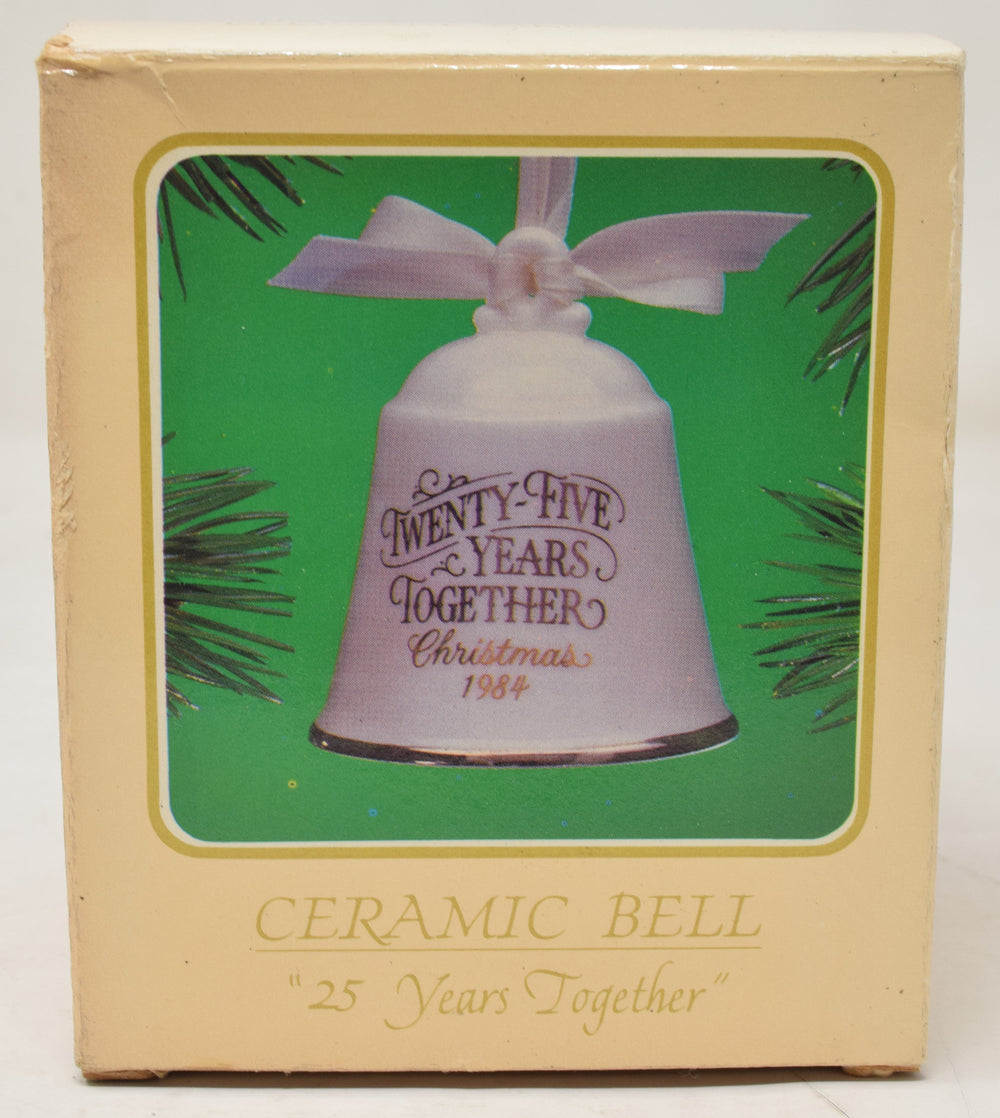 TWENTY-FIVE
YEARS
TOGETHER
Christmas
1984
CERAMIC BELL
"25 Years Together"